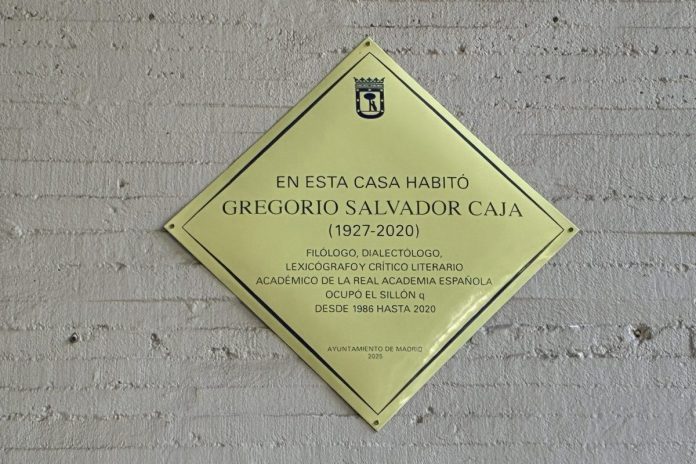 EN ESTA CASA HABITÓ
GREGORIO SALVADOR CAJA
(1927-2020)
FILÓLOGO, DIALECTÓLOGO,
LEXICÓGRAFO Y CRÍTICO LITERARIO
ACADÉMICO DE LA REAL ACADEMIA ESPAÑOLA
OCUPÓ EL SILLÓN q
DESDE 1986 HASTA 2020
AYUNTAMIENTO DE MADRID
2025